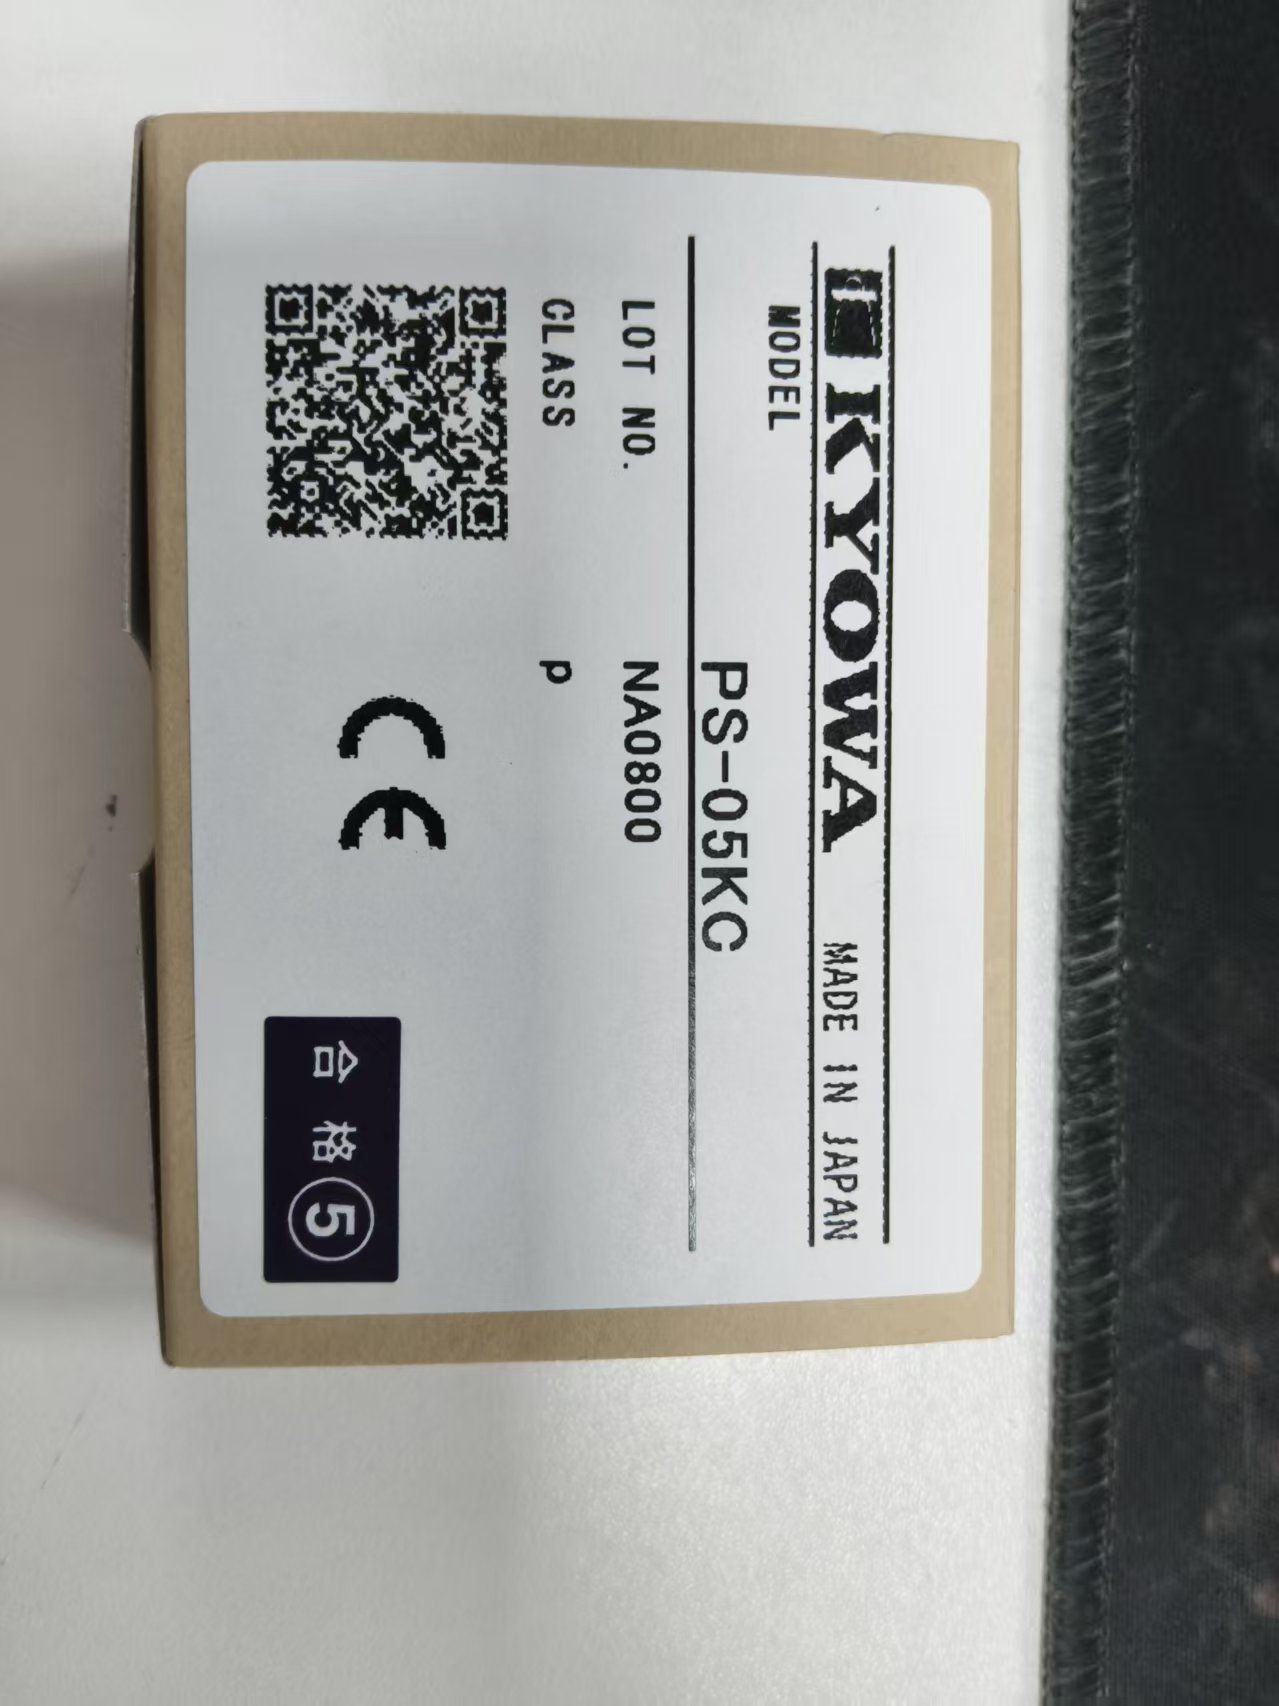 KYOWA MADE IN JAPAN
MODEL PS-05KC
LOT NO. NA0800
CLASS P
CE
合格⑤